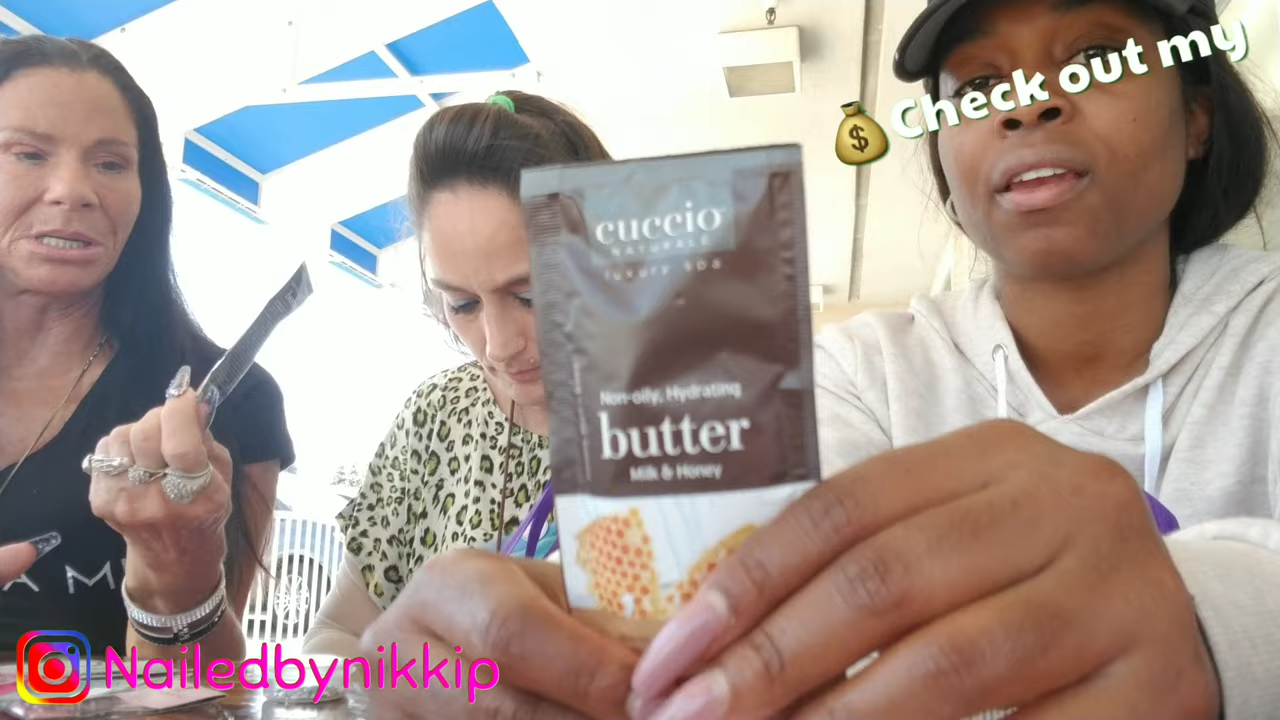 Check out my
cuccio
NATURALE
luxury spa
Non-oily, Hydrating
butter
Milk & Honey
A M
Nailedbynikkip